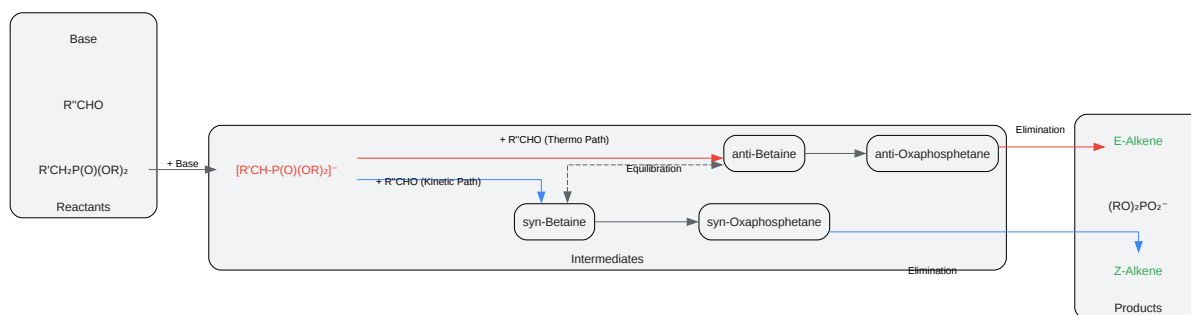 Base
R''CHO
R'CH₂P(O)(OR)₂
Reactants
+ Base
[R'CH-P(O)(OR)₂]⁻
+ R''CHO (Thermo Path)
+ R''CHO (Kinetic Path)
Equilibration
anti-Betaine
anti-Oxaphosphetane
syn-Betaine
syn-Oxaphosphetane
Intermediates
Elimination
Elimination
E-Alkene
(RO)₂PO₂⁻
Z-Alkene
Products